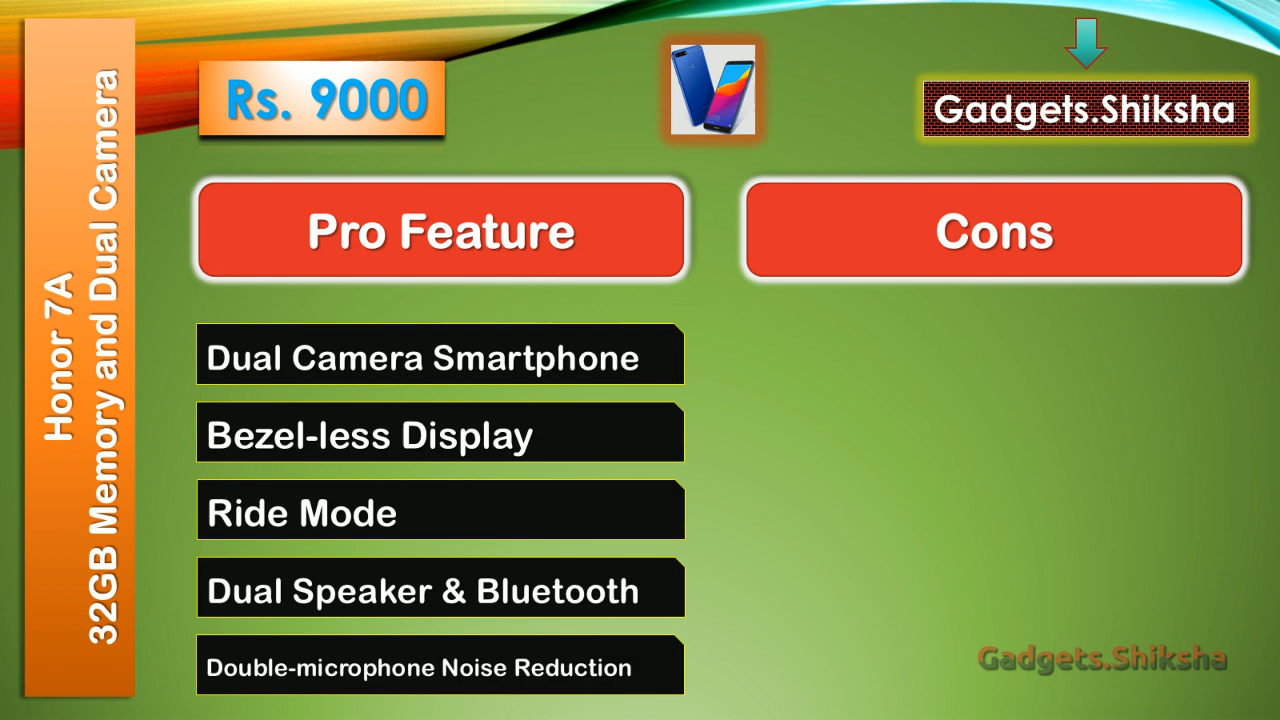 Honor 7A
32GB Memory and Dual Camera
Rs. 9000
Gadgets.Shiksha
Pro Feature
Cons
Dual Camera Smartphone
Bezel-less Display
Ride Mode
Dual Speaker & Bluetooth
Double-microphone Noise Reduction
Gadgets.Shiksha